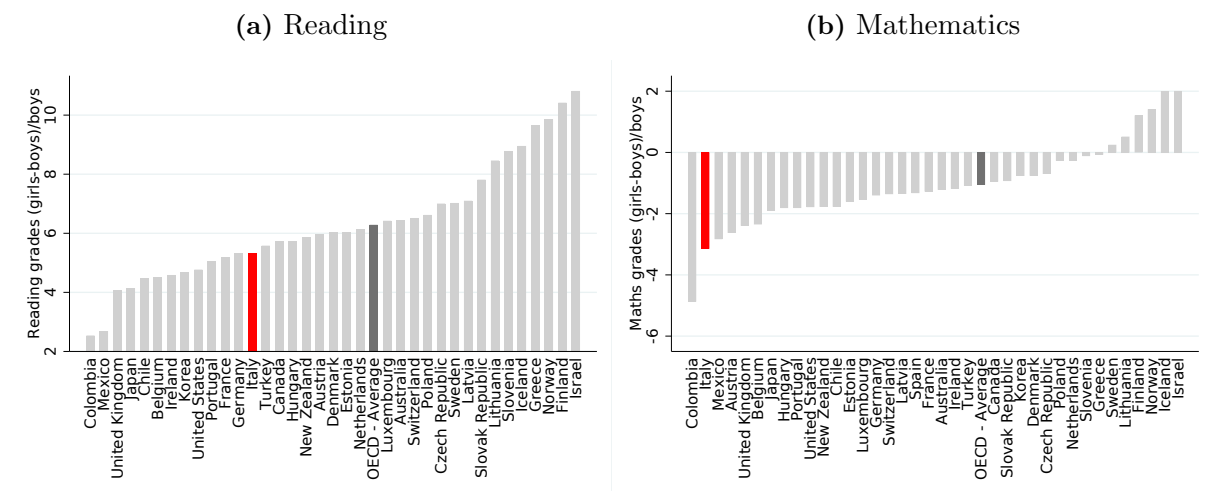 (a) Reading
Reading grades (girls-boys)/boys
10
8
6
4
2
Colombia
Mexico
United Kingdom
Japan
Chile
Belgium
Ireland
Korea
United States
Portugal
France
Germany
Italy
Turkey
Canada
Hungary
New Zealand
Austria
Denmark
Estonia
Netherlands
OECD - Average
Luxembourg
Australia
Switzerland
Poland
Czech Republic
Sweden
Latvia
Slovak Republic
Lithuania
Slovenia
Iceland
Greece
Norway
Finland
Israel
(b) Mathematics
Maths grades (girls-boys)/boys
2
0
-2
-4
-6
Colombia
Italy
Mexico
Austria
United Kingdom
Belgium
Japan
Hungary
Portugal
United States
New Zealand
Chile
Estonia
Luxembourg
Germany
Switzerland
Latvia
Spain
France
Australia
Ireland
Turkey
OECD - Average
Canada
Slovak Republic
Korea
Denmark
Czech Republic
Poland
Netherlands
Slovenia
Greece
Sweden
Lithuania
Finland
Norway
Iceland
Israel